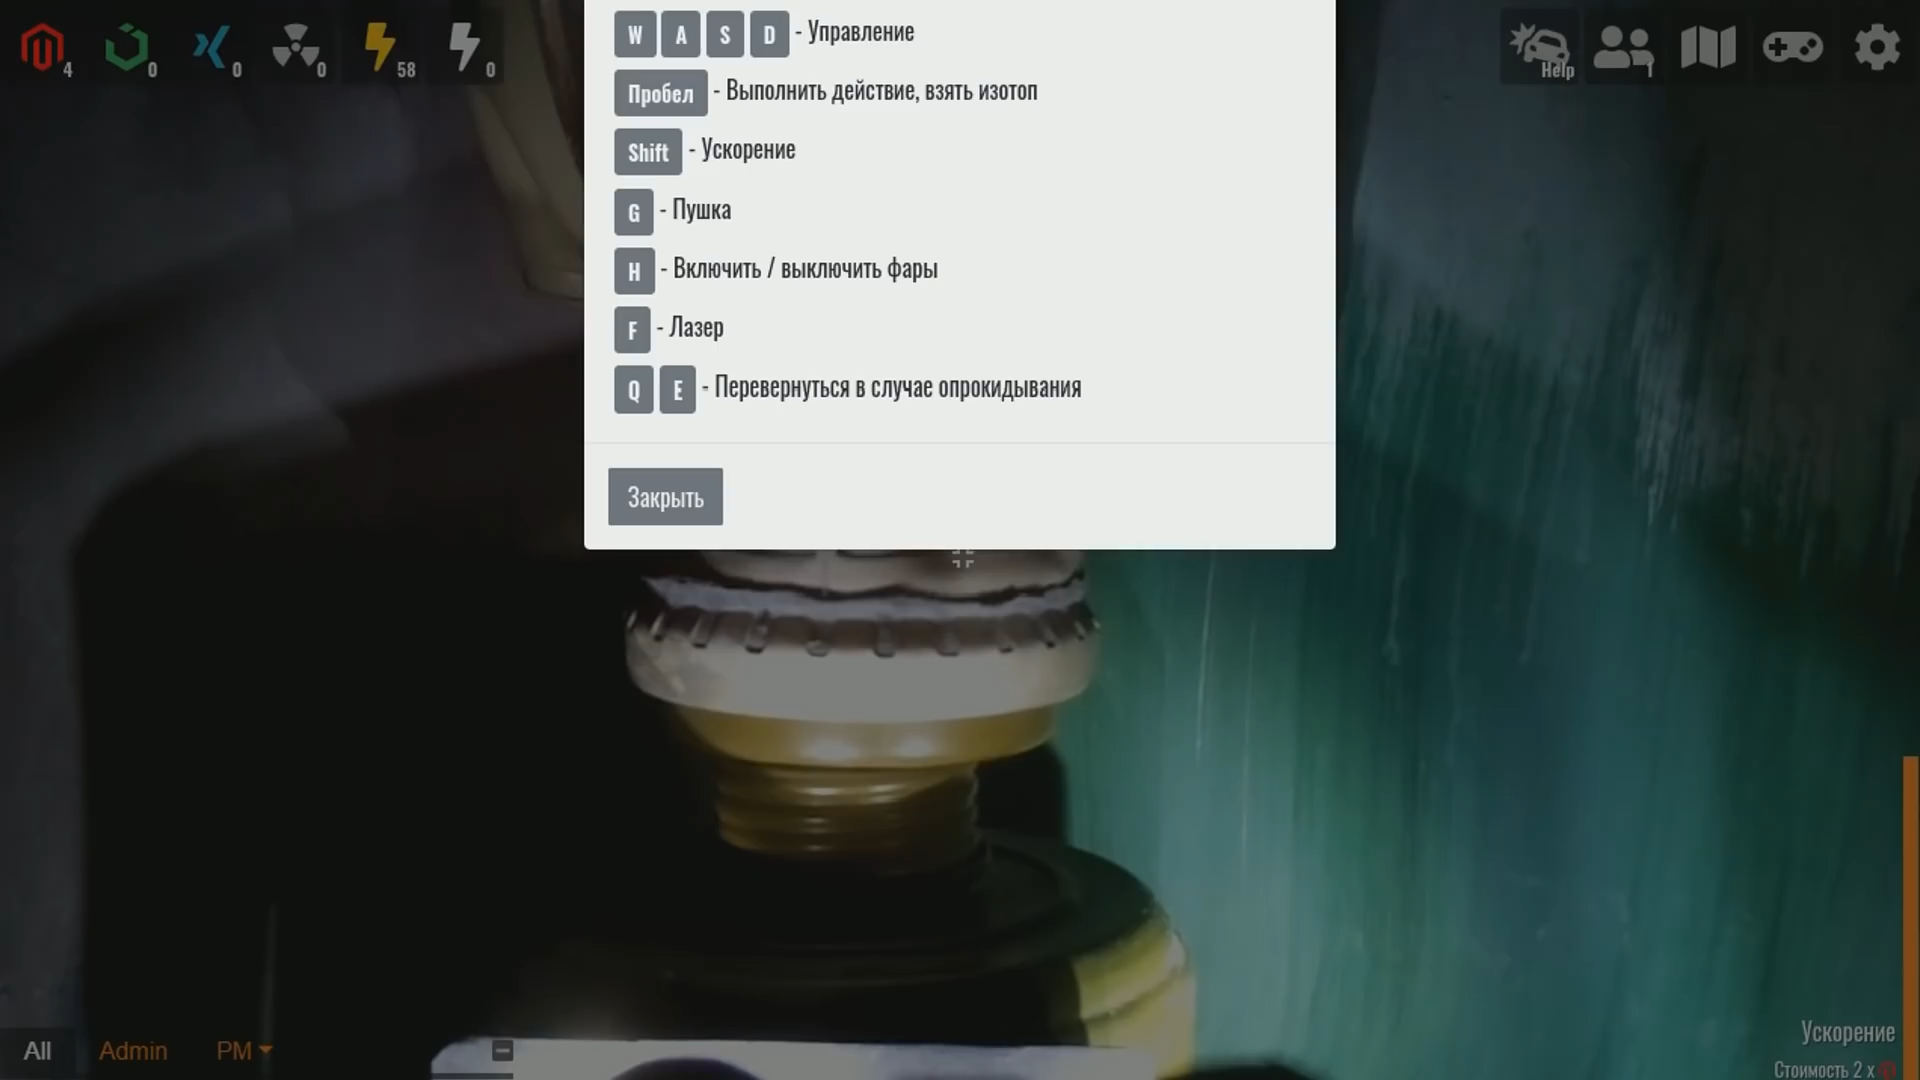 4 0 0 0 58 0
Help 1
W A S D - Управление
Пробел - Выполнить действие, взять изотоп
Shift - Ускорение
G - Пушка
H - Включить / выключить фары
F - Лазер
Q E - Перевернуться в случае опрокидывания
Закрыть
All Admin PM
Ускорение
Стоимость 2 x